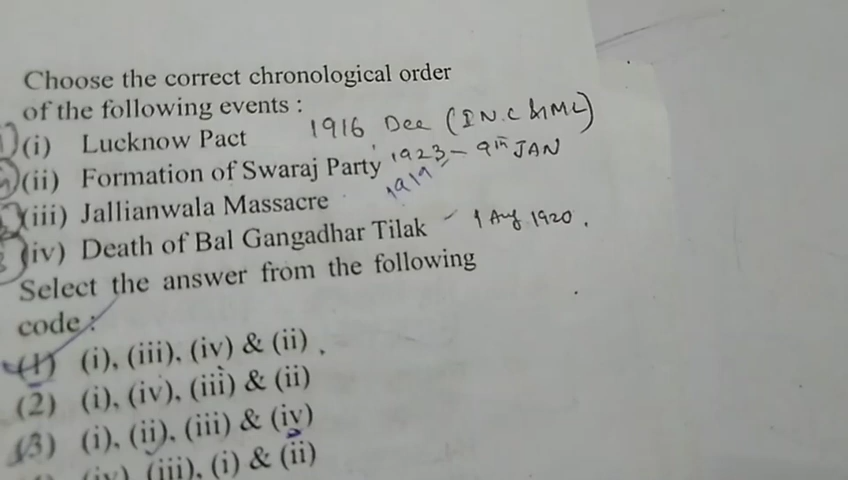 Choose the correct chronological order
of the following events :
(i) Lucknow Pact 1916 Dec (I N.C & ML)
(ii) Formation of Swaraj Party 1923 – 9th JAN
(iii) Jallianwala Massacre 1919
(iv) Death of Bal Gangadhar Tilak – 1 Aug 1920.
Select the answer from the following
code :
(1) (i), (iii), (iv) & (ii)
(2) (i), (iv), (iii) & (ii)
(3) (i), (ii), (iii) & (iv)
(iv) (iii), (i) & (ii)